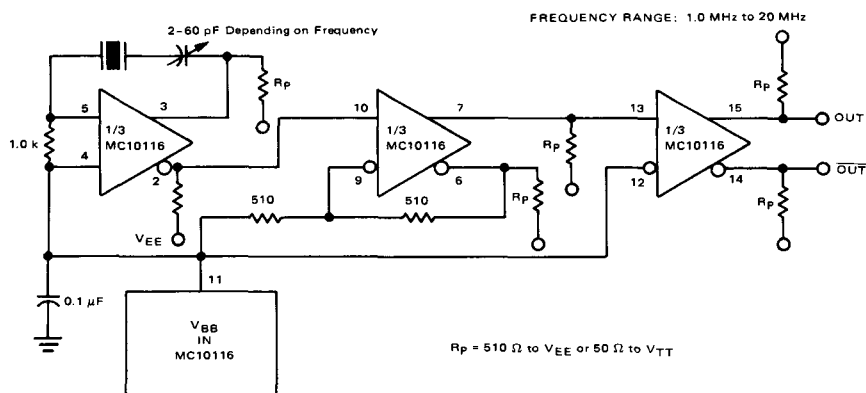 2-60 pF Depending on Frequency
FREQUENCY RANGE: 1.0 MHz to 20 MHz
RP
RP
5
3
1/3
MC10116
1.0 k
4
2
VEE
10
7
1/3
MC10116
9
6
510
510
RP
RP
13
15
1/3
MC10116
12
14
OUT
OUT
RP
0.1 μF
11
VBB
IN
MC10116
RP = 510 Ω to VEE or 50 Ω to VTT